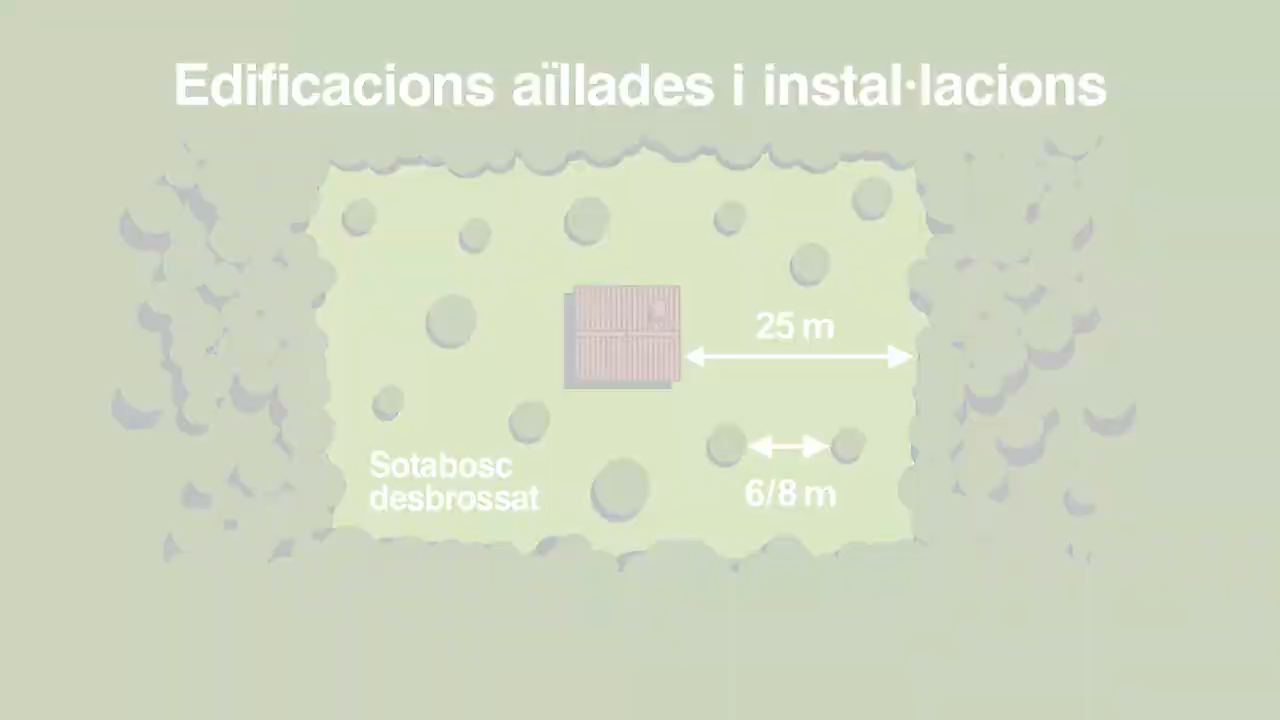 Edificacions aïllades i instal·lacions
25 m
Sotabosc
desbrossat
6/8 m